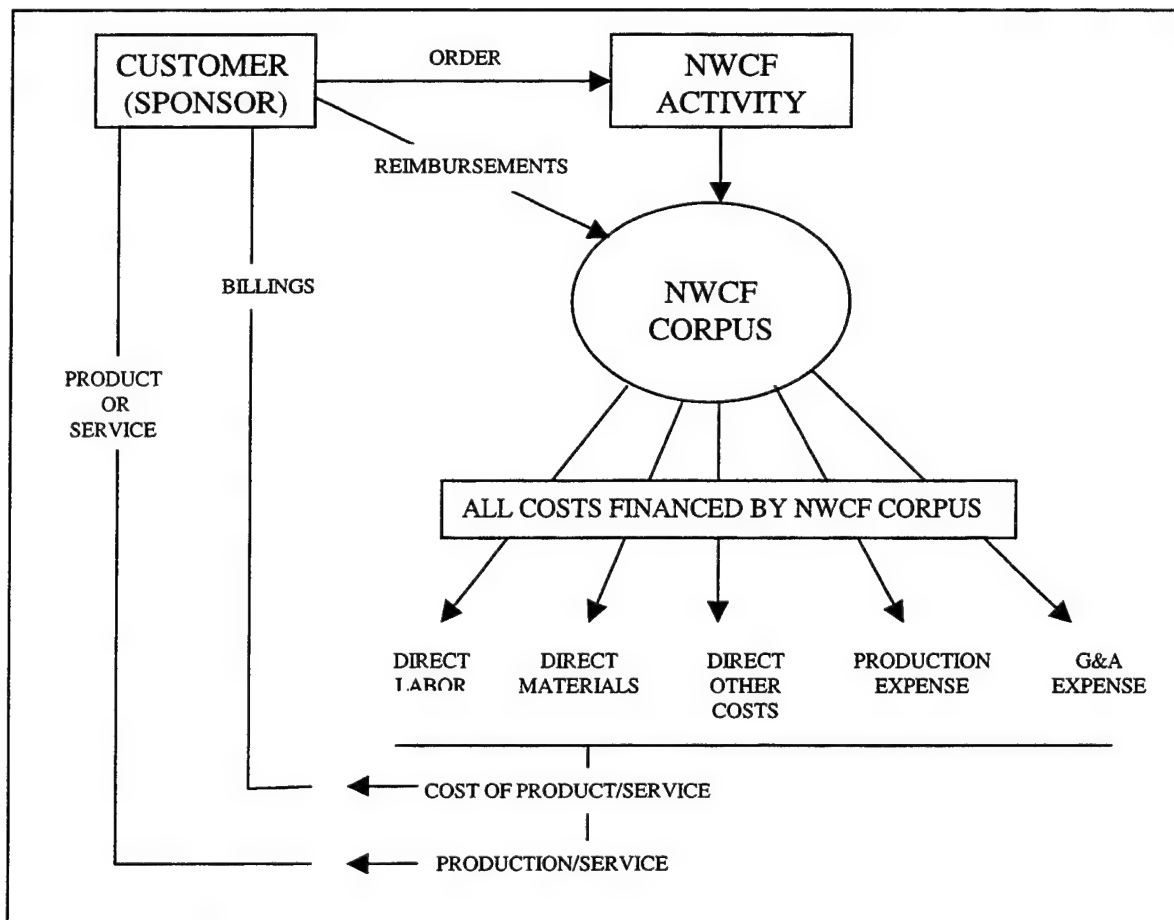 CUSTOMER
(SPONSOR)
ORDER
NWCF
ACTIVITY
REIMBURSEMENTS
NWCF
CORPUS
BILLINGS
PRODUCT
OR
SERVICE
ALL COSTS FINANCED BY NWCF CORPUS
DIRECT
LABOR
DIRECT
MATERIALS
DIRECT
OTHER
COSTS
PRODUCTION
EXPENSE
G&A
EXPENSE
COST OF PRODUCT/SERVICE
PRODUCTION/SERVICE